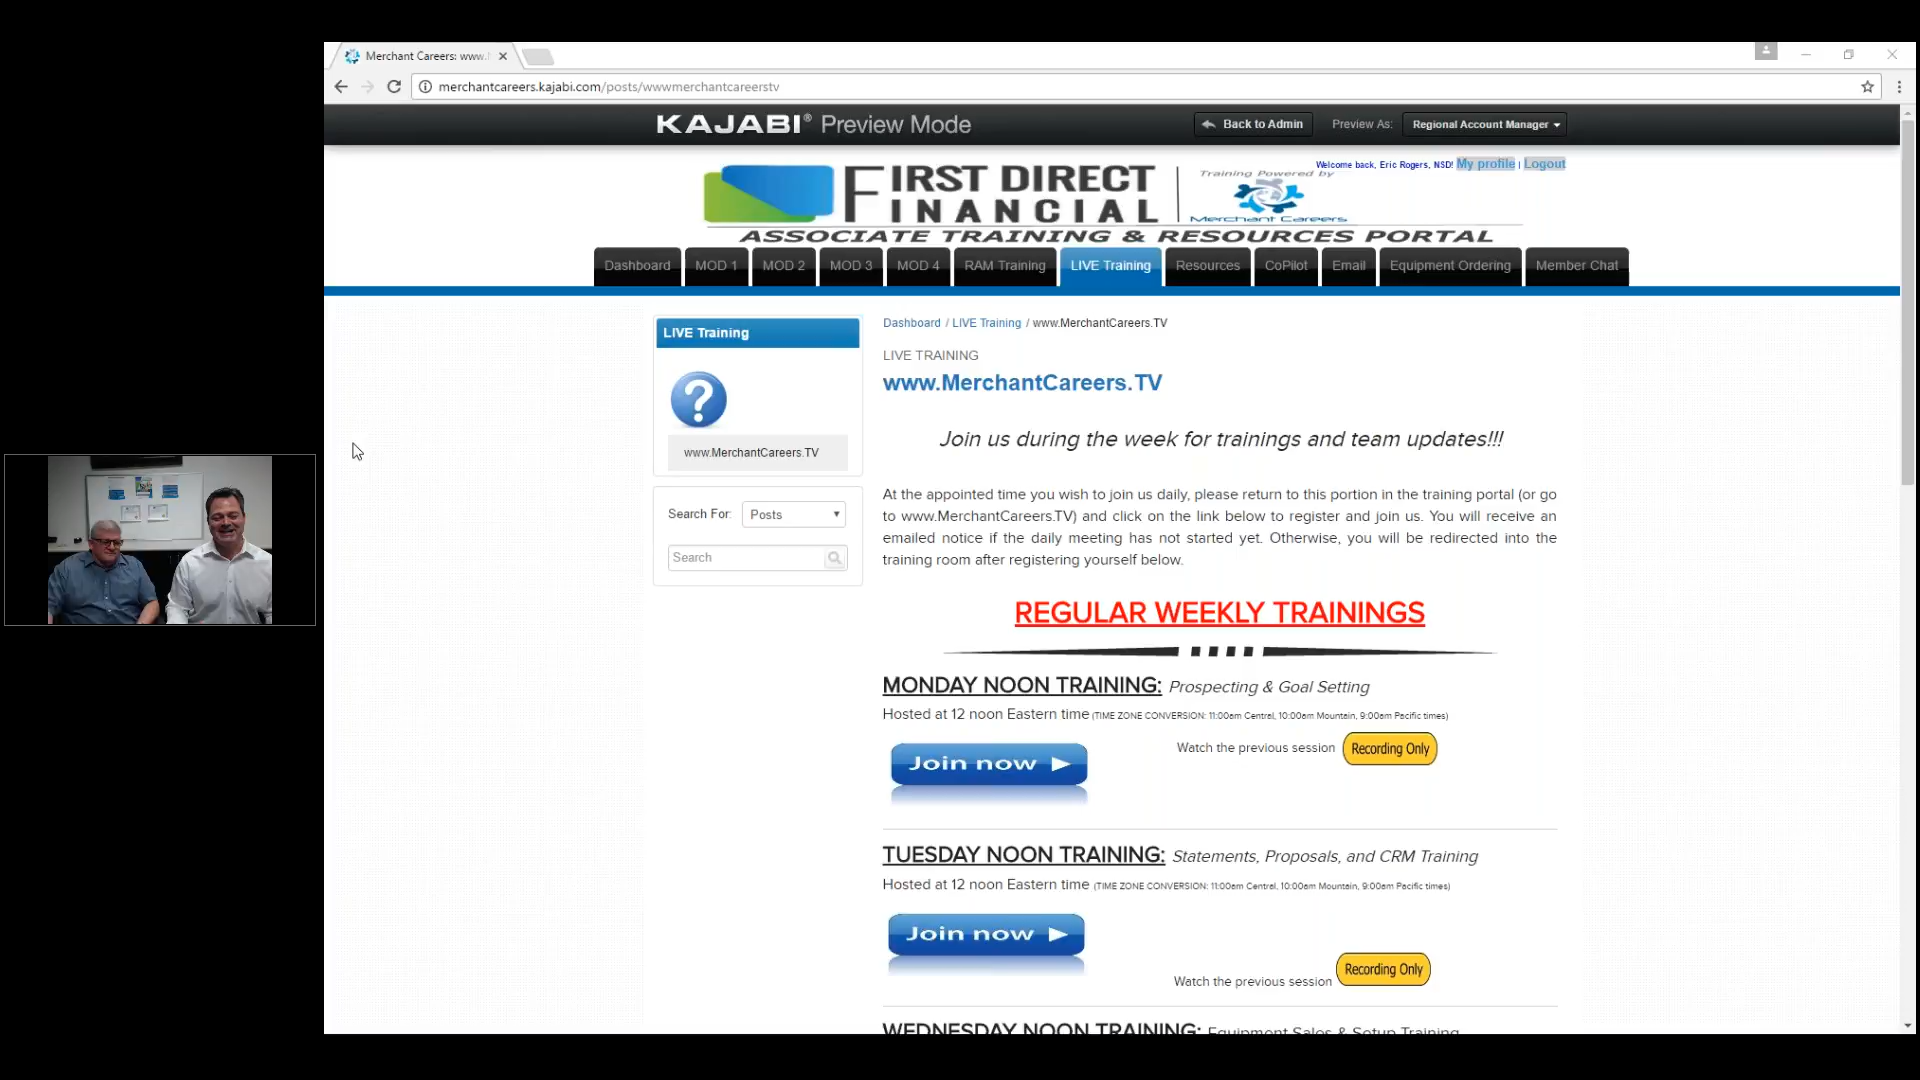 Merchant Careers: www.
merchantcareers.kajabi.com/posts/wwwmerchantcareerstv
KAJABI® Preview Mode
Back to Admin
Preview As:
Regional Account Manager
Welcome back, Eric Rogers, NSD! My profile | Logout
FIRST DIRECT
FINANCIAL
Training Powered by
Merchant Careers
ASSOCIATE TRAINING & RESOURCES PORTAL
Dashboard
MOD 1
MOD 2
MOD 3
MOD 4
RAM Training
LIVE Training
Resources
CoPilot
Email
Equipment Ordering
Member Chat
LIVE Training
www.MerchantCareers.TV
Search For:
Posts
Search
Dashboard / LIVE Training / www.MerchantCareers.TV
LIVE TRAINING
www.MerchantCareers.TV
Join us during the week for trainings and team updates!!!
At the appointed time you wish to join us daily, please return to this portion in the training portal (or go
to www.MerchantCareers.TV) and click on the link below to register and join us. You will receive an
emailed notice if the daily meeting has not started yet. Otherwise, you will be redirected into the
training room after registering yourself below.
REGULAR WEEKLY TRAININGS
MONDAY NOON TRAINING: Prospecting & Goal Setting
Hosted at 12 noon Eastern time (TIME ZONE CONVERSION: 11:00am Central, 10:00am Mountain, 9:00am Pacific times)
Join now
Watch the previous session
Recording Only
TUESDAY NOON TRAINING: Statements, Proposals, and CRM Training
Hosted at 12 noon Eastern time (TIME ZONE CONVERSION: 11:00am Central, 10:00am Mountain, 9:00am Pacific times)
Join now
Watch the previous session
Recording Only
WEDNESDAY NOON TRAINING: Equipment Sales & Setup Training